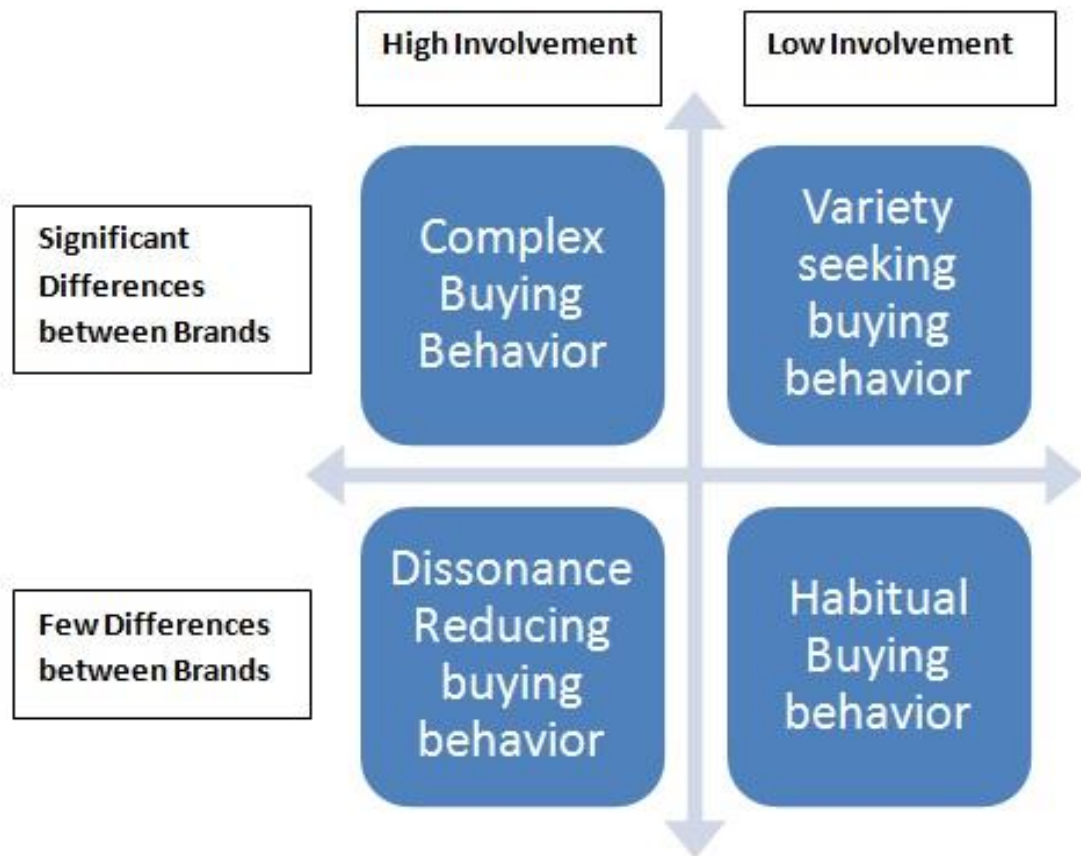 High Involvement
Low Involvement
Significant
Differences
between Brands
Complex
Buying
Behavior
Variety
seeking
buying
behavior
Few Differences
between Brands
Dissonance
Reducing
buying
behavior
Habitual
Buying
behavior